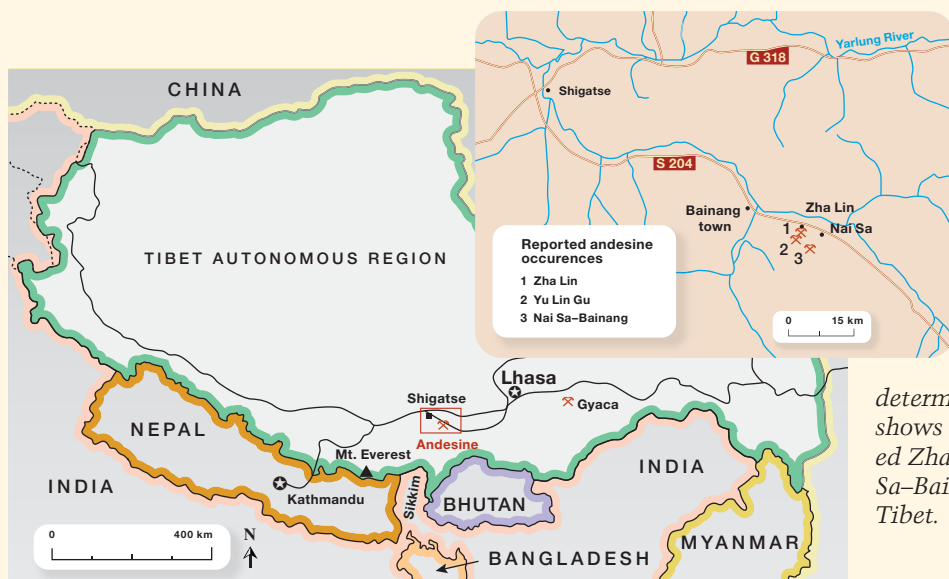 CHINA
TIBET AUTONOMOUS REGION
Yarlung River
G 318
Shigatse
S 204
Bainang
town
Zha Lin
Nai Sa
1
2
3
Reported andesine
occurences
1 Zha Lin
2 Yu Lin Gu
3 Nai Sa–Bainang
0 15 km
Lhasa
Shigatse
Gyaca
Andesine
Mt. Everest
NEPAL
INDIA
Kathmandu
Sikkim
BHUTAN
INDIA
MYANMAR
BANGLADESH
0 400 km
N
determ
shows
ed Zha
Sa–Bai
Tibet.